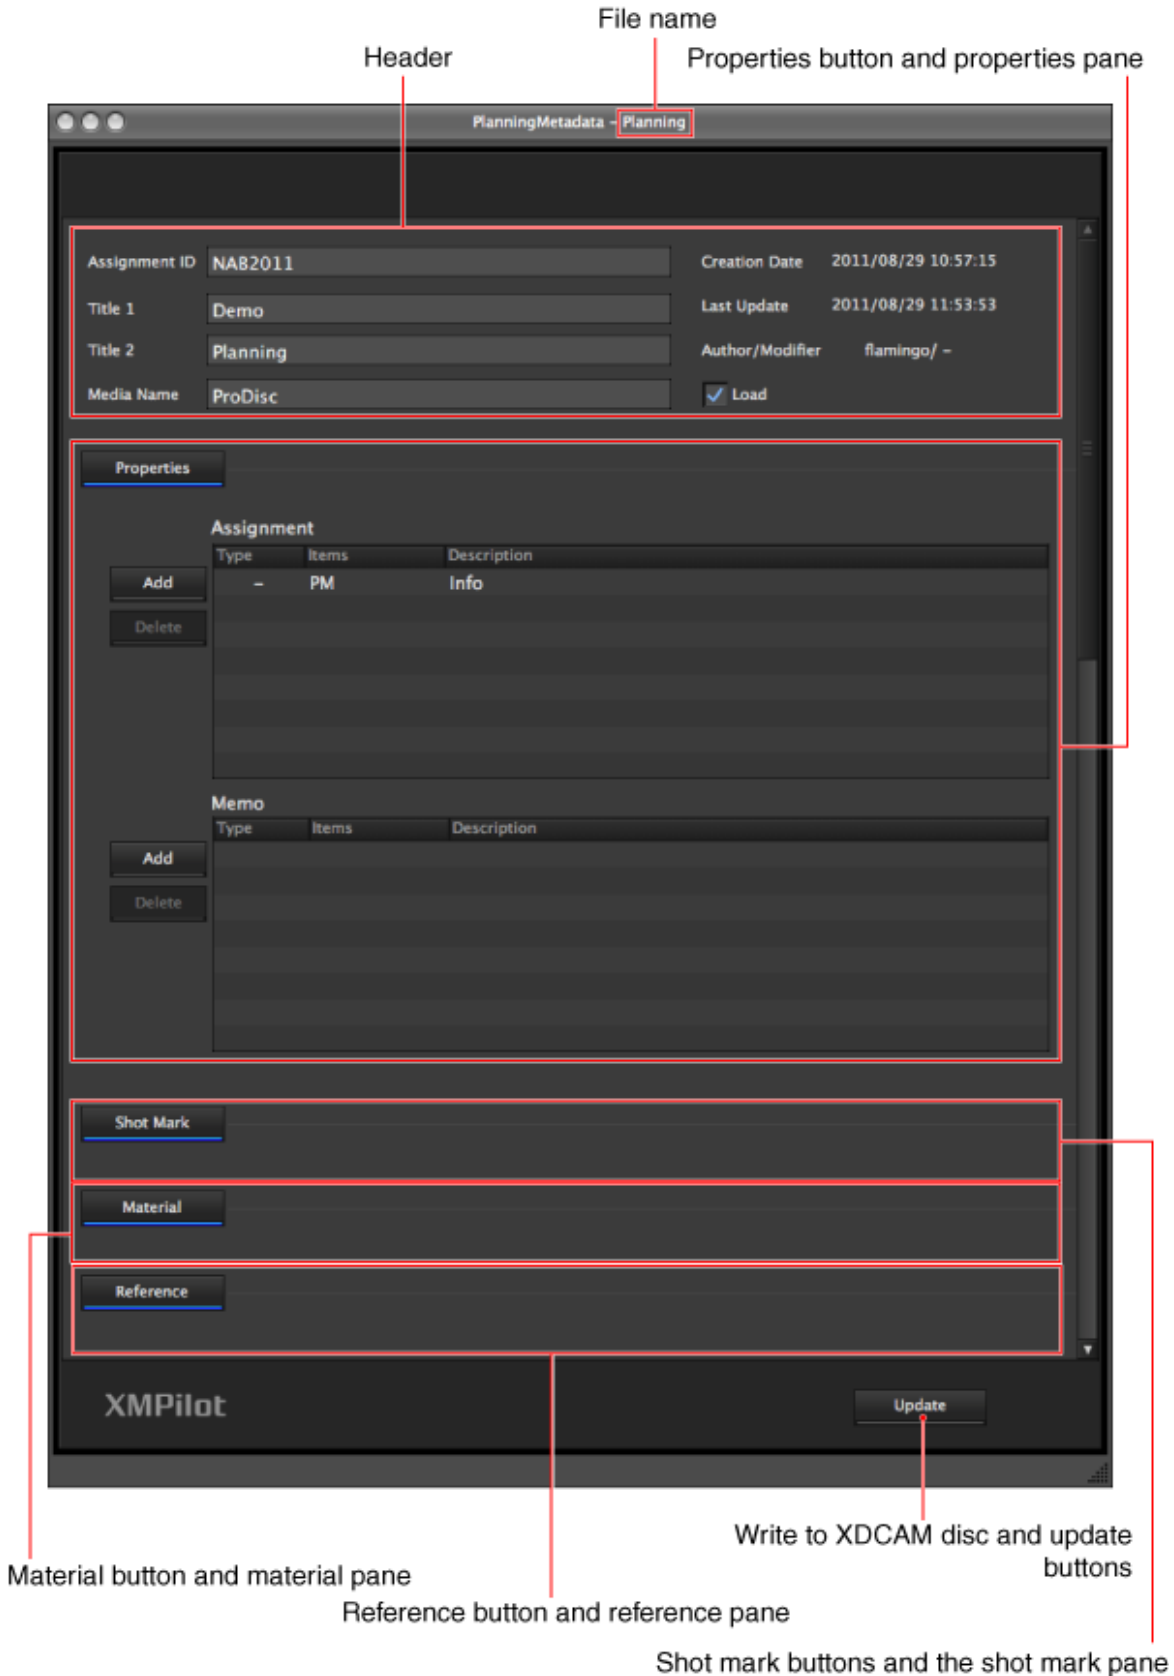 File name
Header
Properties button and properties pane
PlanningMetadata - Planning
Assignment ID NAB2011 Creation Date 2011/08/29 10:57:15
Title 1 Demo Last Update 2011/08/29 11:53:53
Title 2 Planning Author/Modifier flamingo/ -
Media Name ProDisc Load
Properties
Assignment
Type Items Description
Add - PM Info
Delete
Memo
Type Items Description
Add
Delete
Shot Mark
Material
Reference
XMPilot Update
Write to XDCAM disc and update
buttons
Material button and material pane
Reference button and reference pane
Shot mark buttons and the shot mark pane